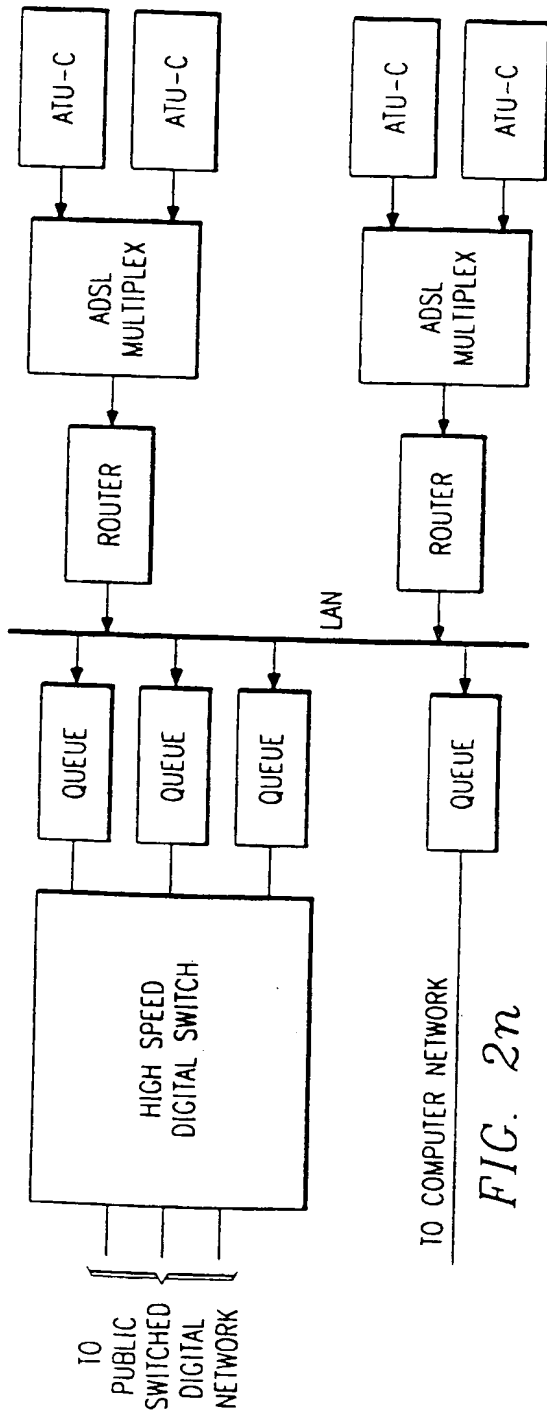 TO
PUBLIC
SWITCHED
DIGITAL
NETWORK
HIGH SPEED
DIGITAL SWITCH
QUEUE
QUEUE
QUEUE
LAN
ROUTER
ADSL
MULTIPLEX
ATU-C
ATU-C
TO COMPUTER NETWORK
QUEUE
ROUTER
ADSL
MULTIPLEX
ATU-C
ATU-C
FIG. 2n